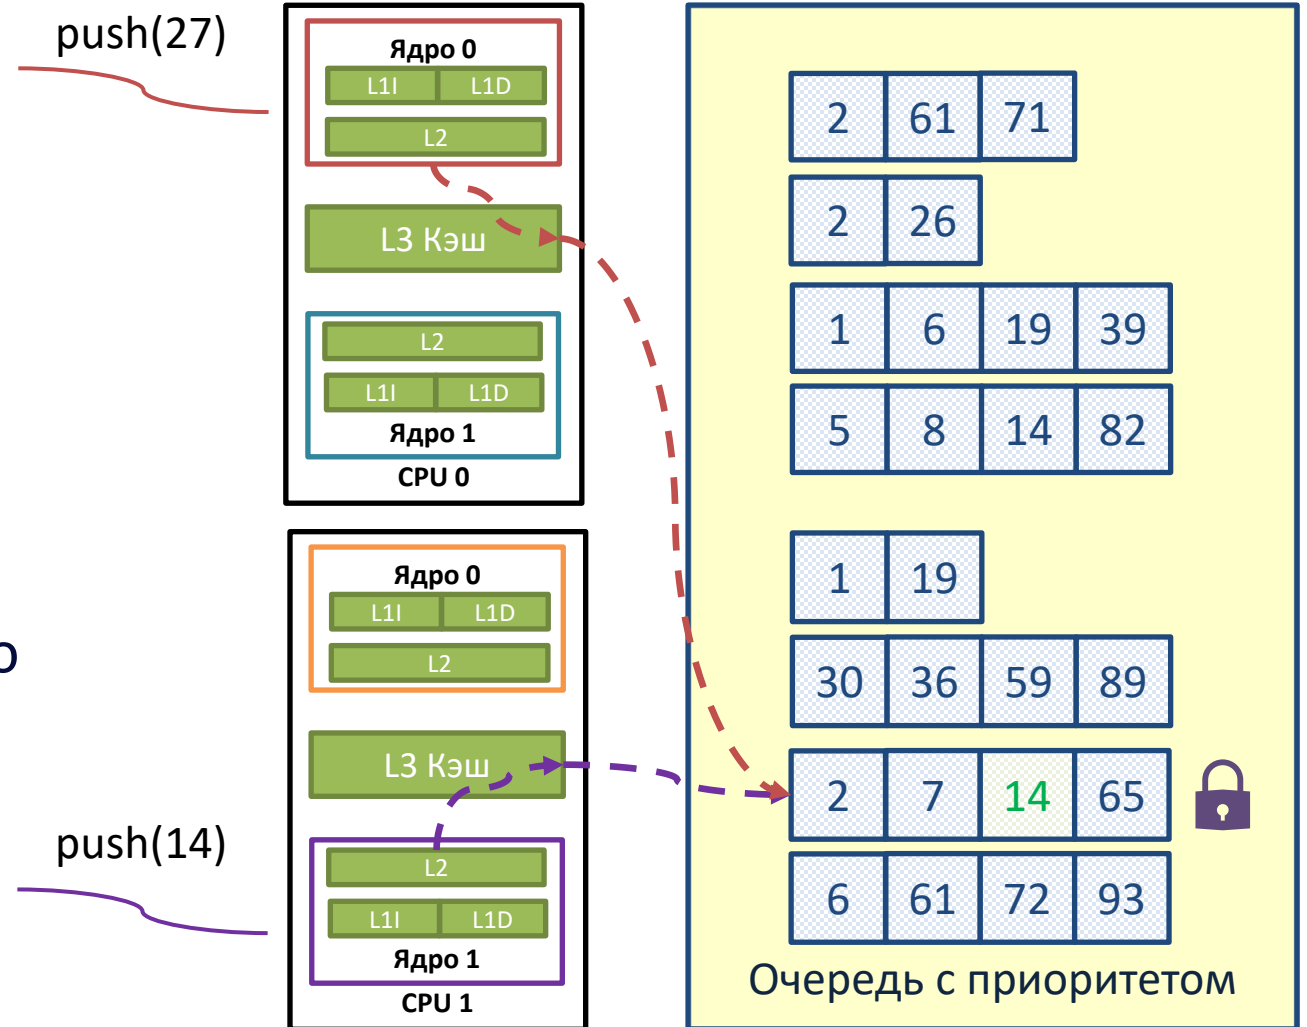 push(27)
Ядро 0
L1I L1D
L2
L3 Кэш
L2
L1I L1D
Ядро 1
CPU 0
Ядро 0
L1I L1D
L2
о
L3 Кэш
push(14)
L2
L1I L1D
Ядро 1
CPU 1
2 61 71
2 26
1 6 19 39
5 8 14 82
1 19
30 36 59 89
2 7 14 65
6 61 72 93
Очередь с приоритетом